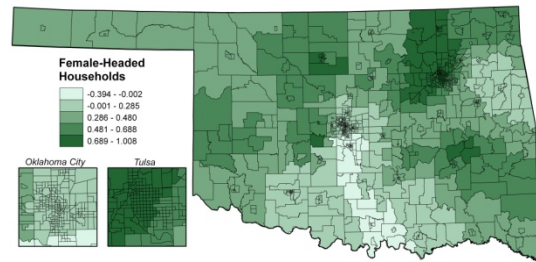 Female-Headed
Households
-0.394 - -0.002
-0.001 - 0.285
0.286 - 0.480
0.481 - 0.688
0.689 - 1.008
Oklahoma City
Tulsa